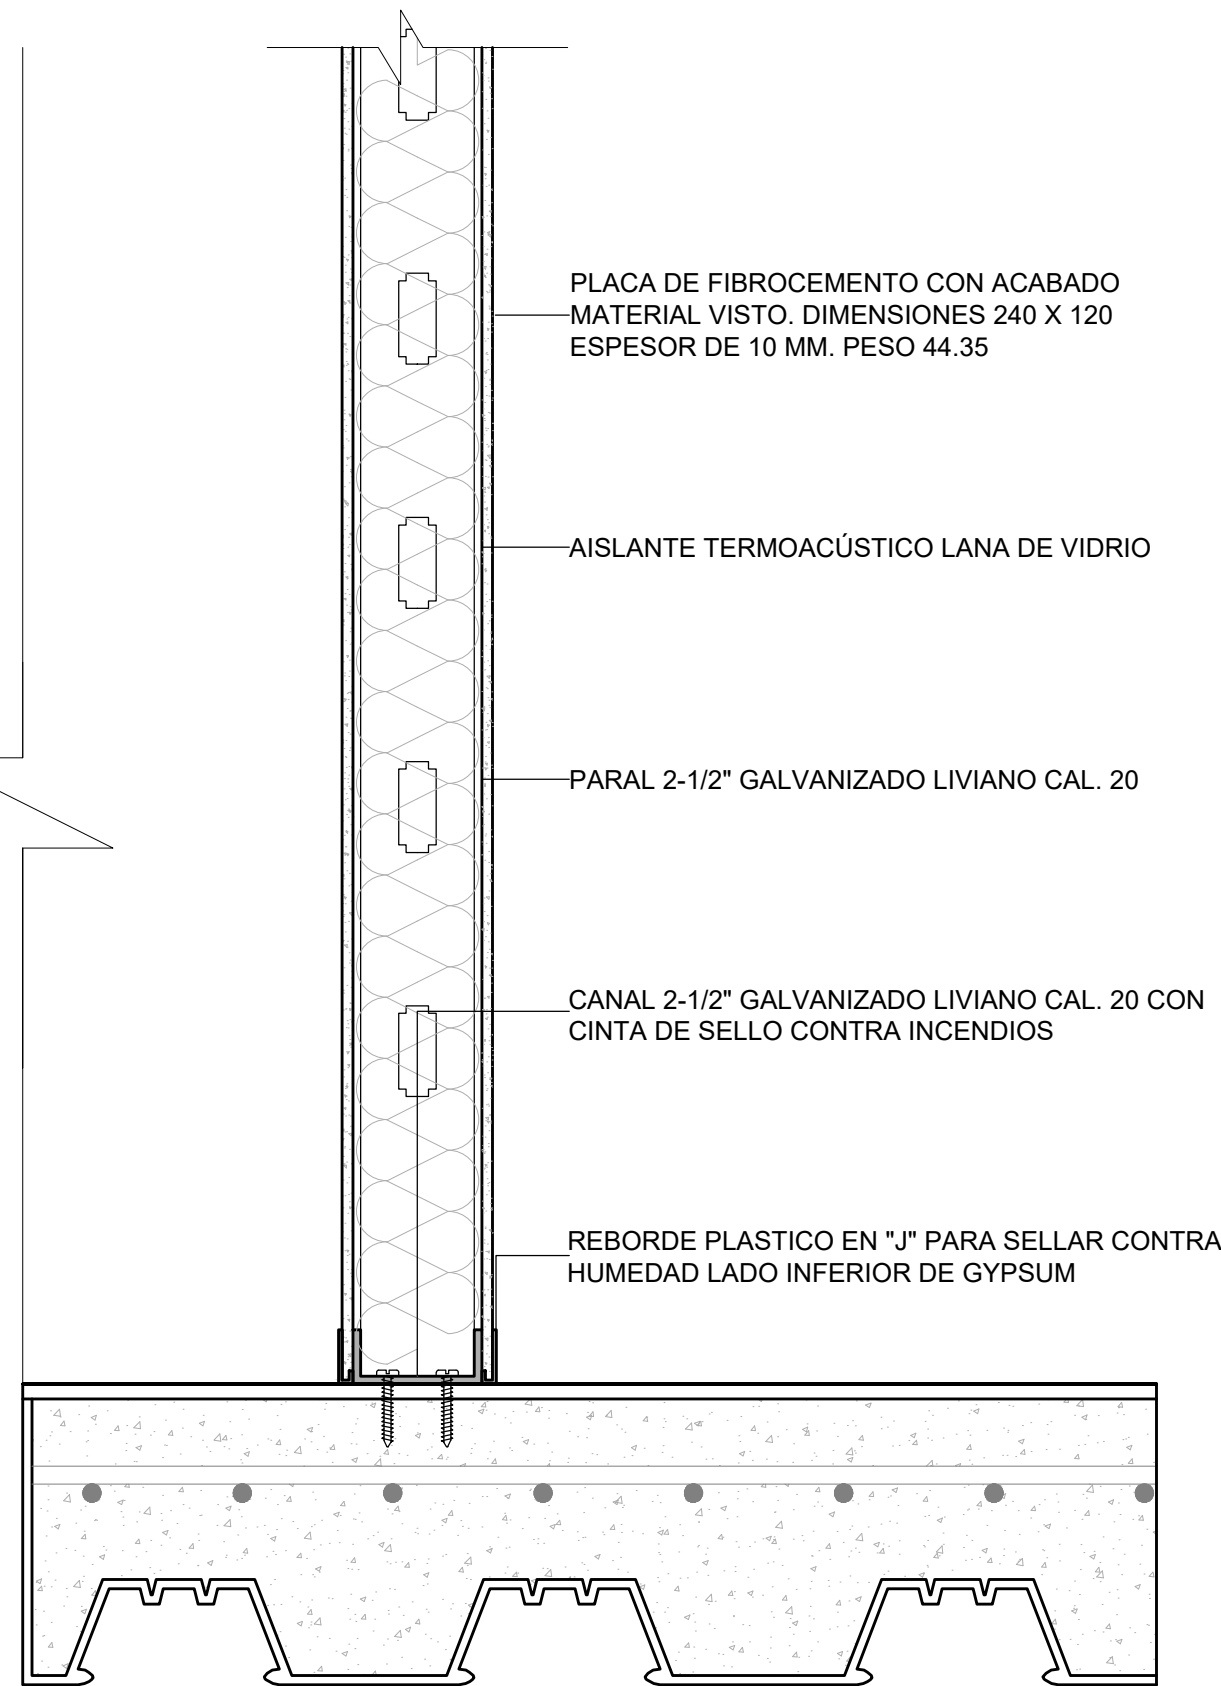 PLACA DE FIBROCEMENTO CON ACABADO
MATERIAL VISTO. DIMENSIONES 240 X 120
ESPESOR DE 10 MM. PESO 44.35
AISLANTE TERMOACÚSTICO LANA DE VIDRIO
PARAL 2-1/2" GALVANIZADO LIVIANO CAL. 20
CANAL 2-1/2" GALVANIZADO LIVIANO CAL. 20 CON
CINTA DE SELLO CONTRA INCENDIOS
REBORDE PLASTICO EN "J" PARA SELLAR CONTRA
HUMEDAD LADO INFERIOR DE GYPSUM